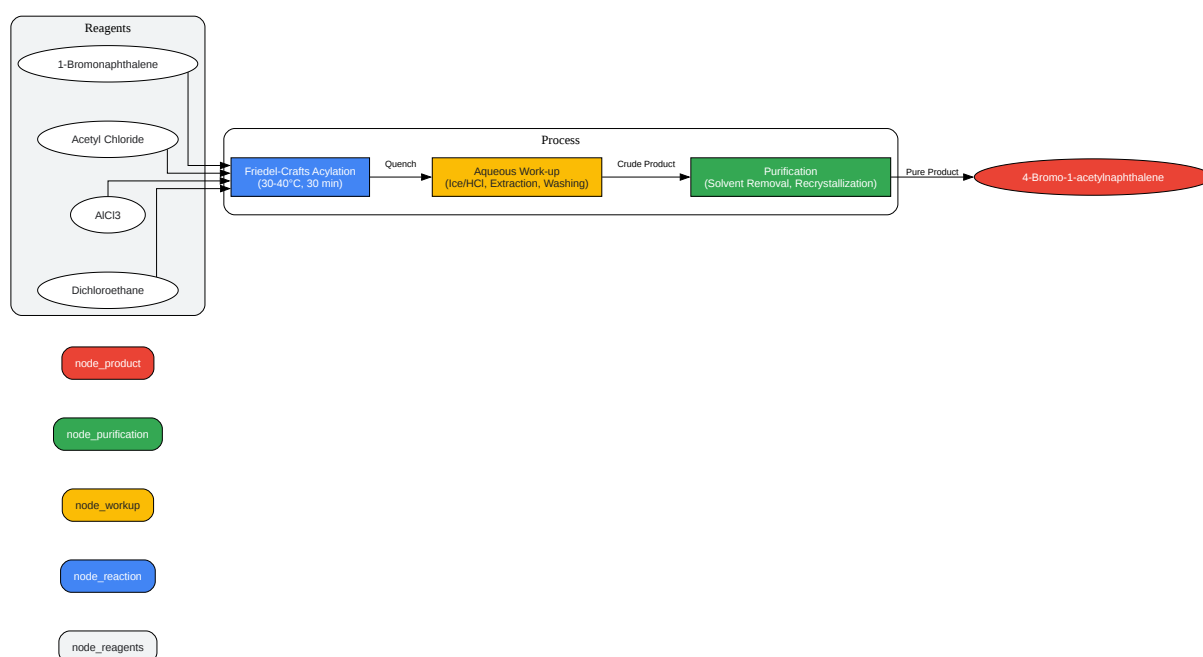 Reagents
1-Bromonaphthalene
Acetyl Chloride
AlCl3
Dichloroethane
Process
Friedel-Crafts Acylation
(30-40°C, 30 min)
Quench
Aqueous Work-up
(Ice/HCl, Extraction, Washing)
Crude Product
Purification
(Solvent Removal, Recrystallization)
Pure Product
4-Bromo-1-acetylnaphthalene
node_product
node_purification
node_workup
node_reaction
node_reagents